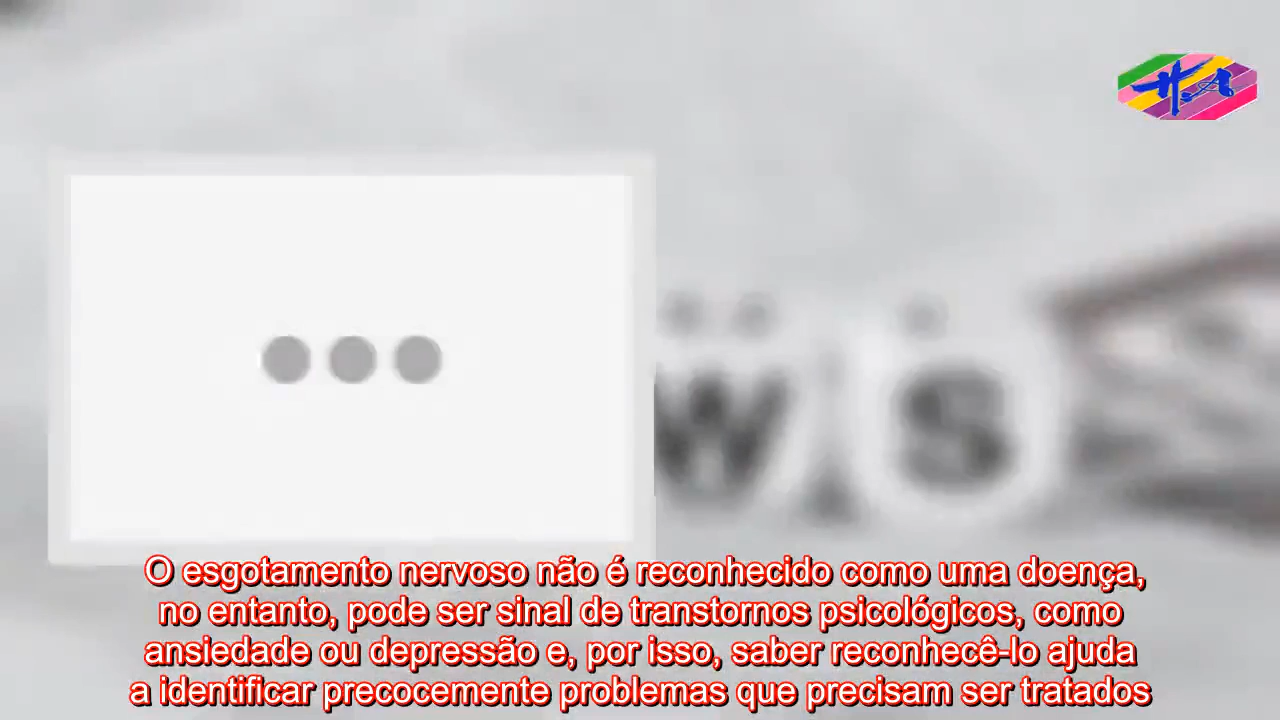 H.A
W S
O esgotamento nervoso não é reconhecido como uma doença,
no entanto, pode ser sinal de transtornos psicológicos, como
ansiedade ou depressão e, por isso, saber reconhecê-lo ajuda
a identificar precocemente problemas que precisam ser tratados